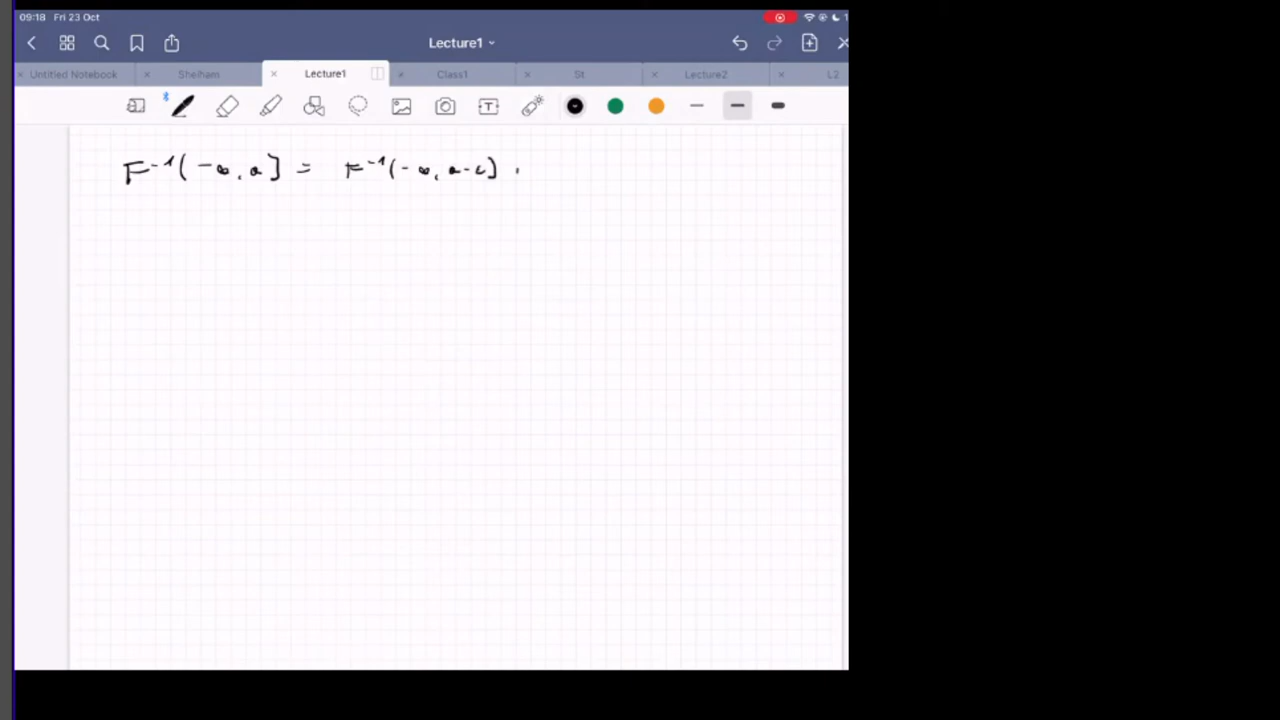 09:18 Fri 23 Oct
Lecture1
Untitled Notebook Sheiham Lecture1 Class1 St Lecture2 L2
F⁻¹(-∞, a] = F⁻¹(-∞, a-ε]